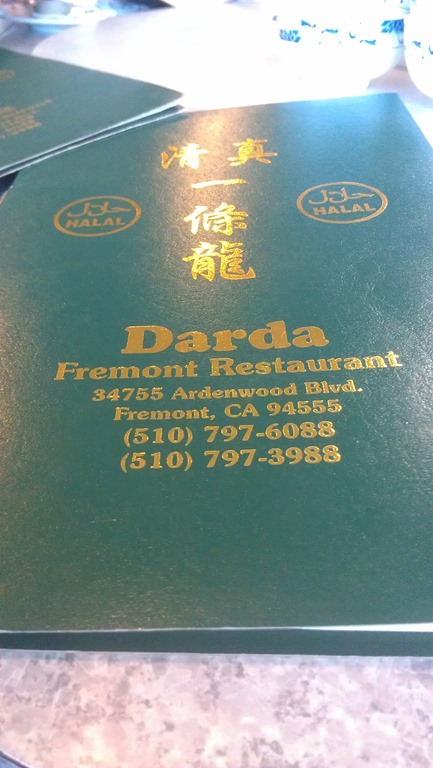 清真
一
條
龍
حلال
HALAL
حلال
HALAL
Darda
Fremont Restaurant
34755 Ardenwood Blvd.
Fremont, CA 94555
(510) 797-6088
(510) 797-3988